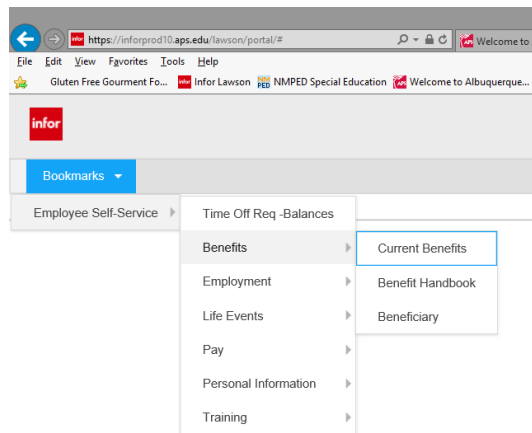 https://inforprod10.aps.edu/lawson/portal/#
Welcome to
File Edit View Favorites Tools Help
Gluten Free Gourment Fo... Infor Lawson NMPED Special Education Welcome to Albuquerque...
infor
Bookmarks
Employee Self-Service
Time Off Req -Balances
Benefits
Current Benefits
Employment
Benefit Handbook
Life Events
Beneficiary
Pay
Personal Information
Training